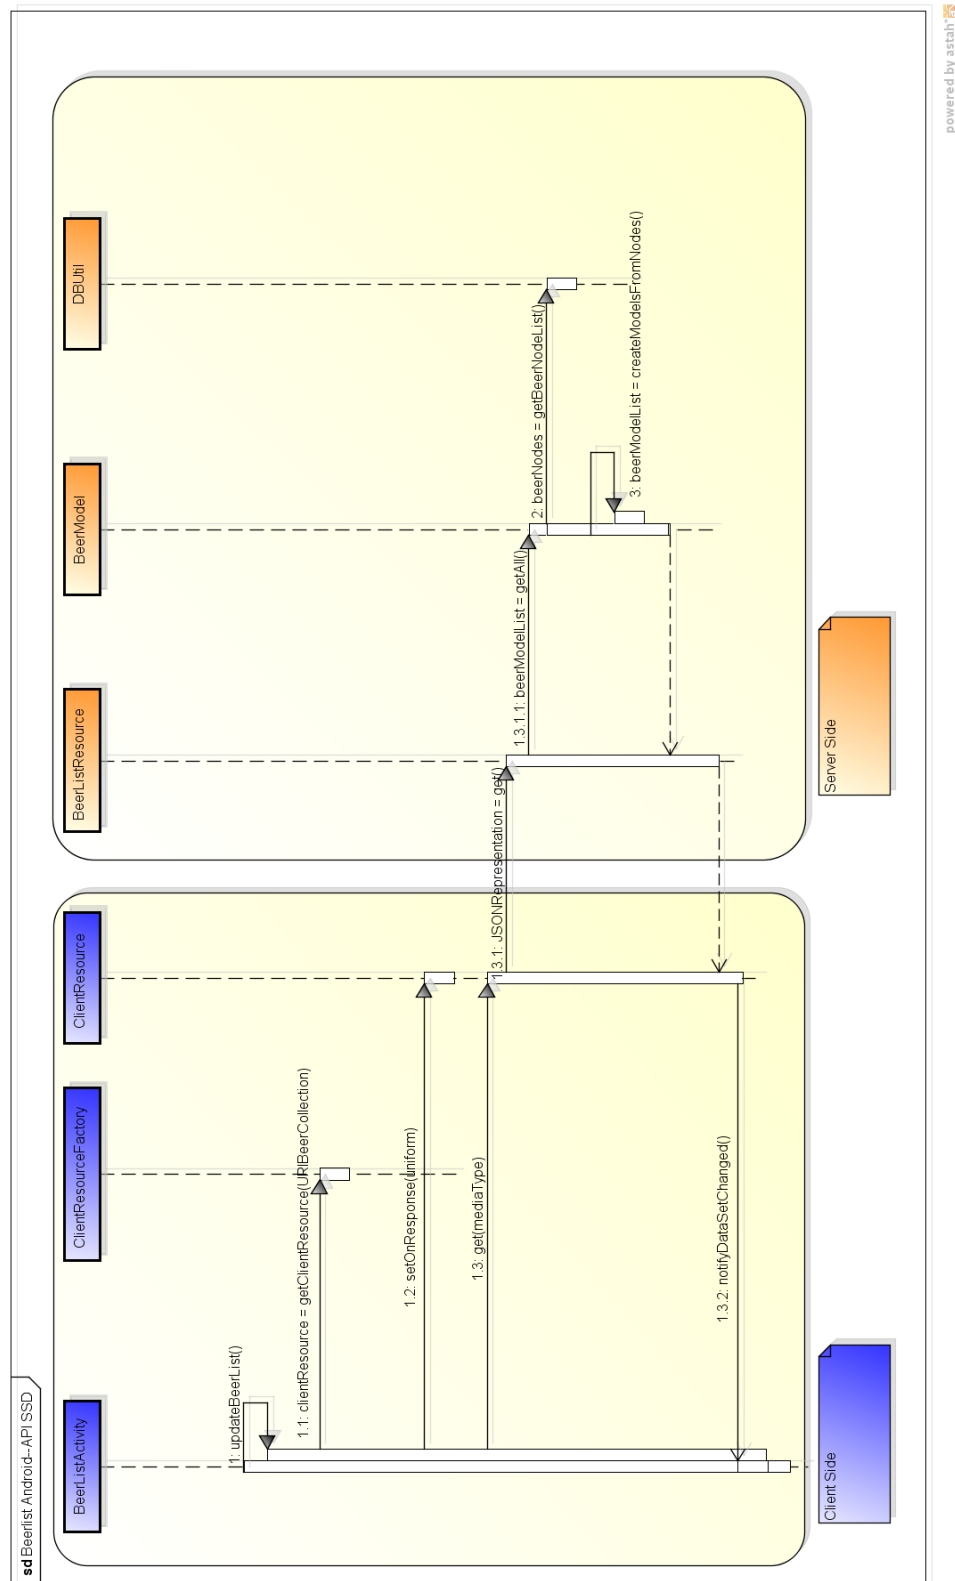 sd Beerlist Android--API SSD
BeerListActivity
ClientResourceFactory
ClientResource
BeerListResource
BeerModel
DBUtil
1: updateBeerList()
1.1: clientResource = getClientResource(URIBeerCollection)
1.2: setOnResponse(uniform)
1.3: get(mediaType)
1.3.1: JSONRepresentation = get()
1.3.1.1: beerModelList = getAll()
2: beerNodes = getBeerNodeList()
3: beerModelList = createModelsFromNodes()
1.3.2: notifyDataSetChanged()
Client Side
Server Side
powered by astah*